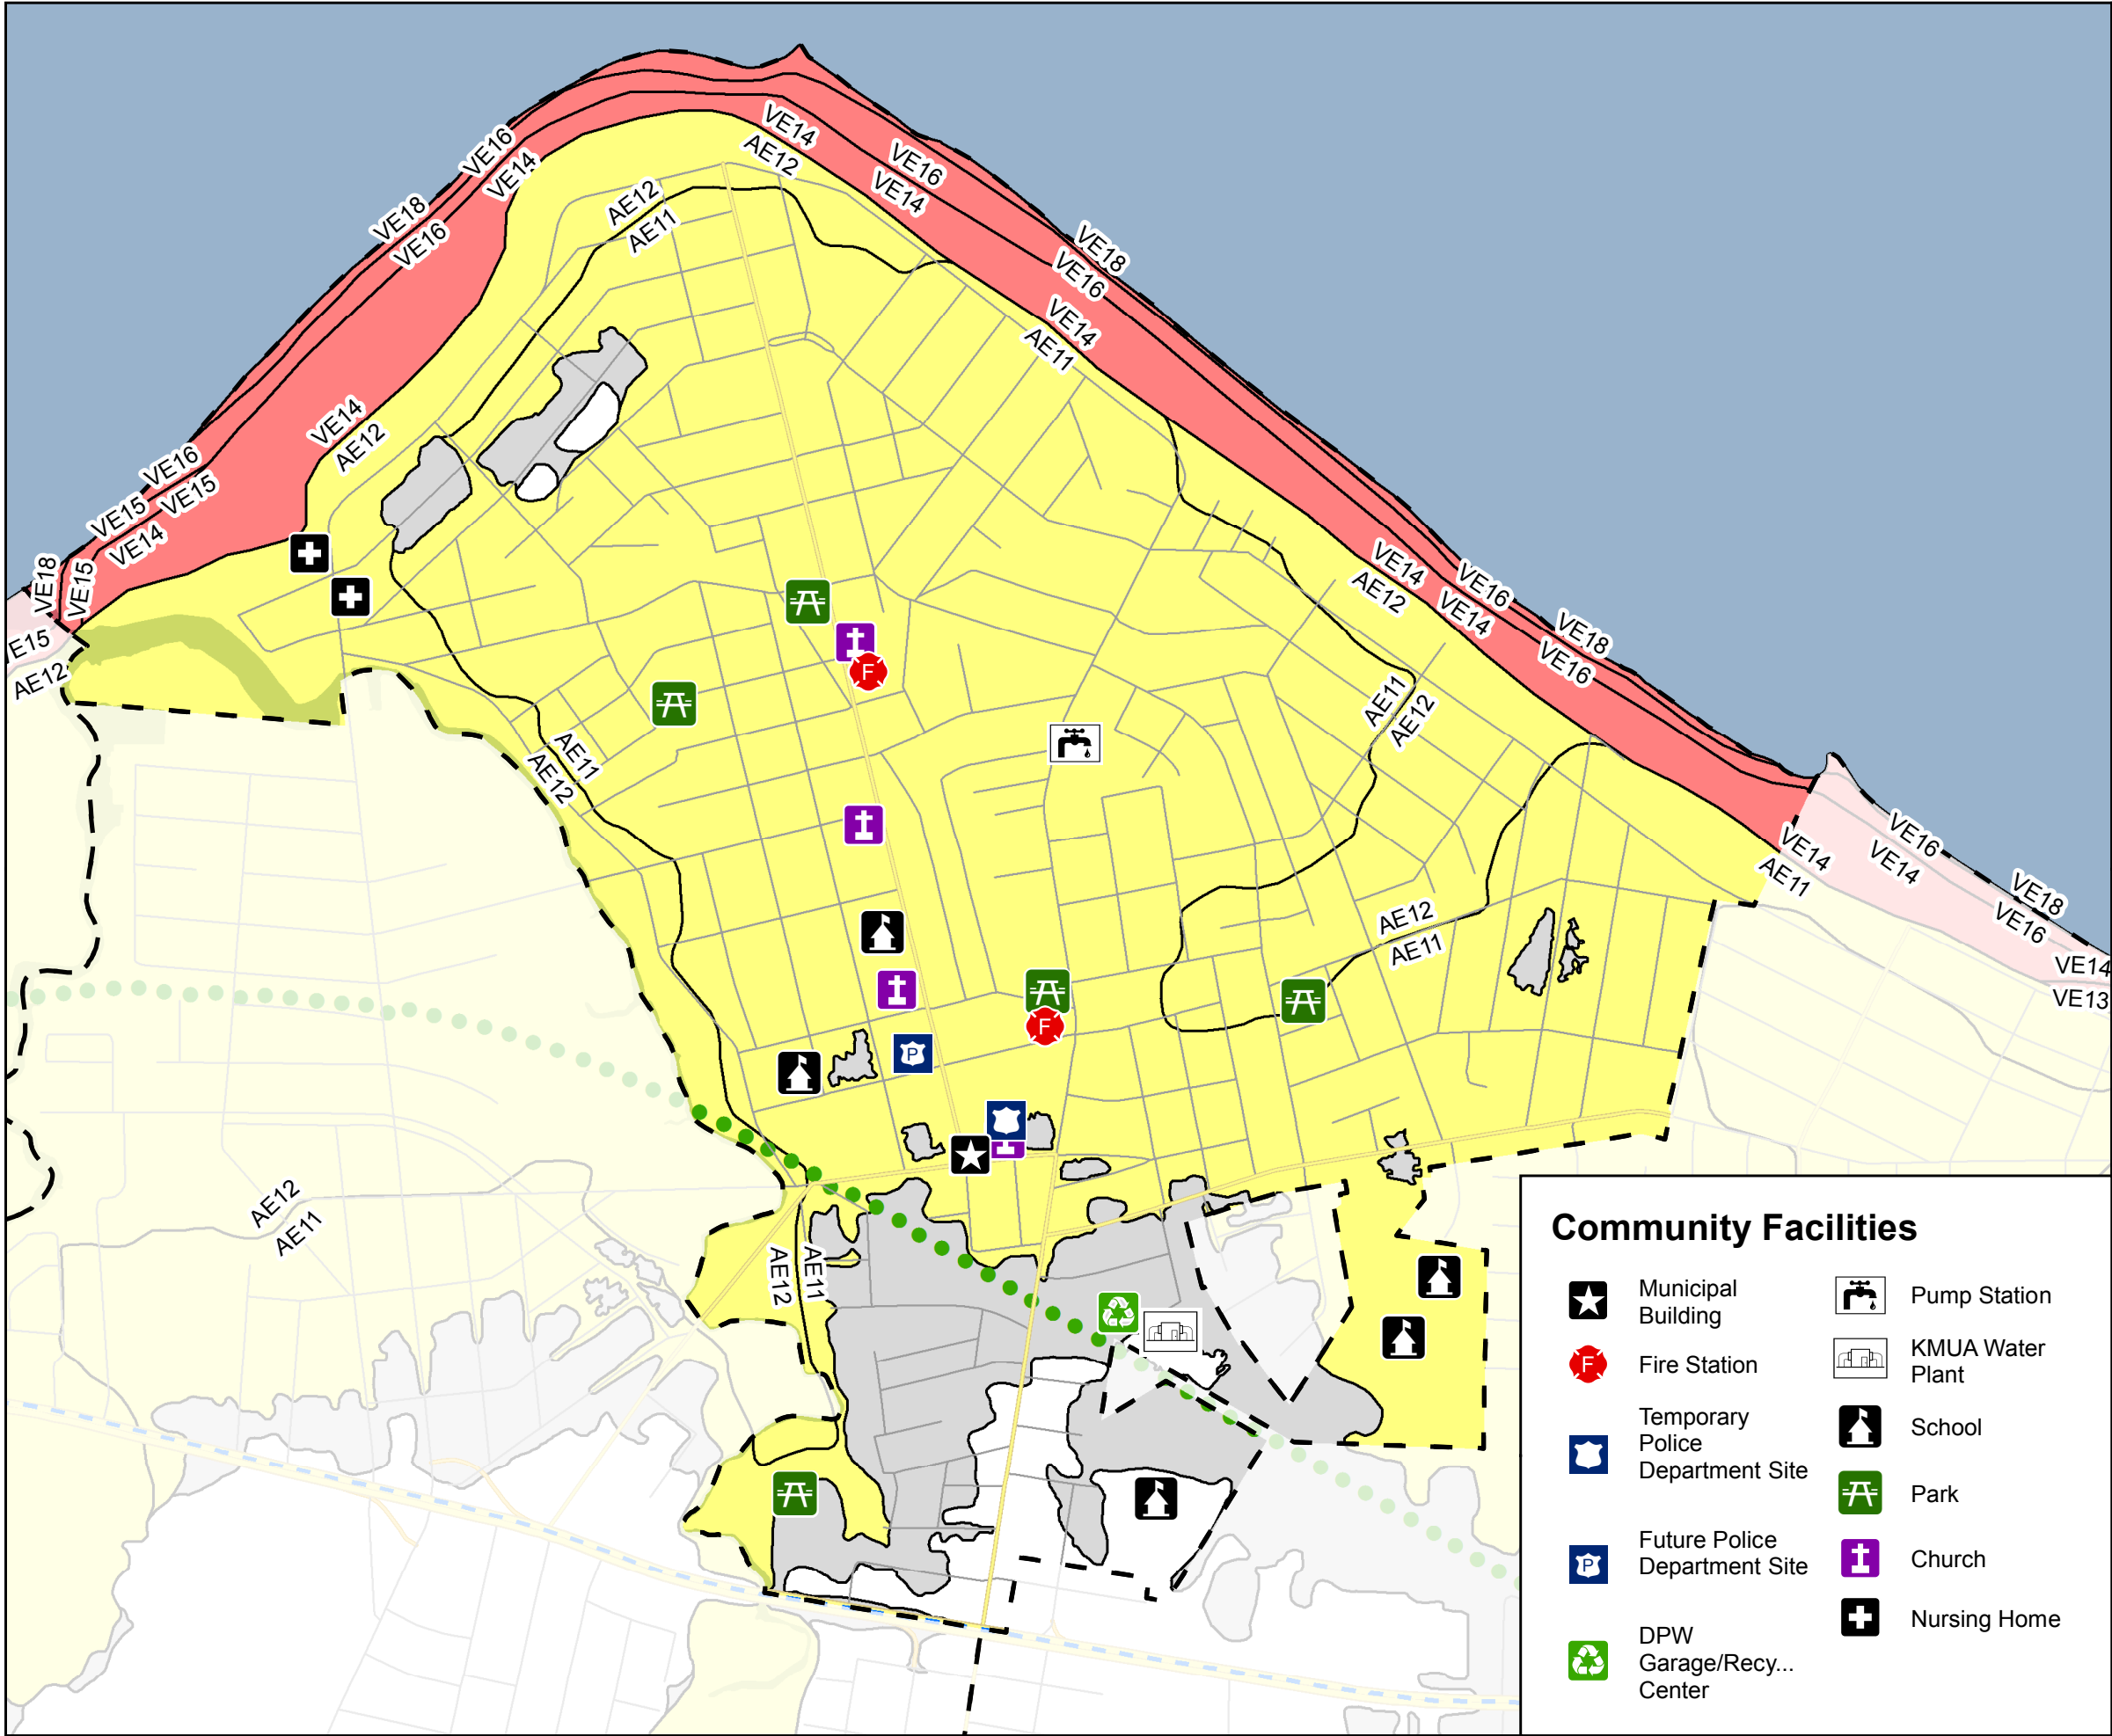 VE14
AE12
VE16
VE14
VE16
VE14
AE12
AE11
VE18
VE16
VE18
VE16
VE14
AE11
VE14
AE12
VE16
VE15
VE15
VE14
VE18
VE15
E15
AE12
VE14
AE12
VE16
VE14
VE18
VE16
F
AE11
AE12
AE11
AE12
VE14
AE11
VE16
VE14
VE18
VE16
AE12
AE11
VE14
VE13
F
P
AE12
AE11
AE12
AE11
Community Facilities
Municipal
Building
F
Fire Station
Temporary
Police
Department Site
P
Future Police
Department Site
DPW
Garage/Recy...
Center
Pump Station
KMUA Water
Plant
School
Park
Church
Nursing Home